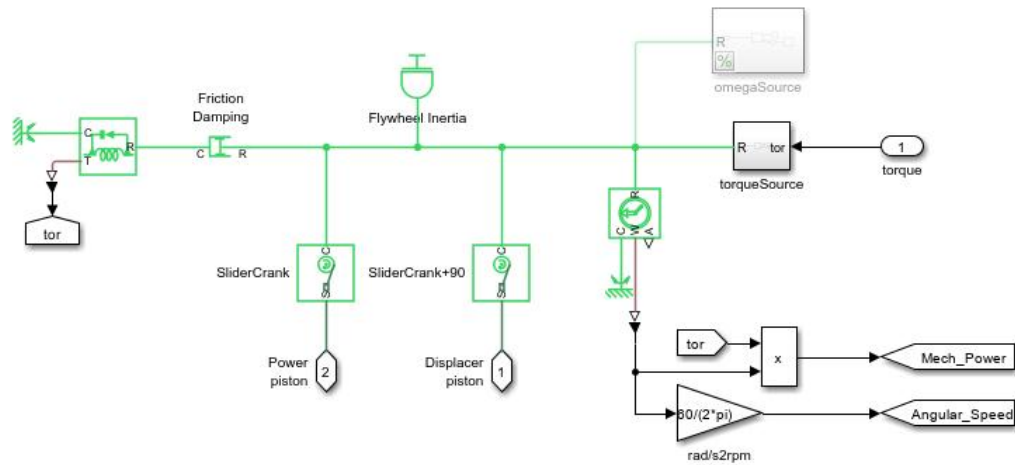 R
%
omegaSource
Friction
Damping
Flywheel Inertia
C
R
T
C
R
R
tor
torqueSource
1
torque
tor
R
C
W
A
C
C
SliderCrank
SliderCrank+90
Power
piston
2
Displacer
piston
1
tor
x
Mech_Power
60/(2*pi)
Angular_Speed
rad/s2rpm